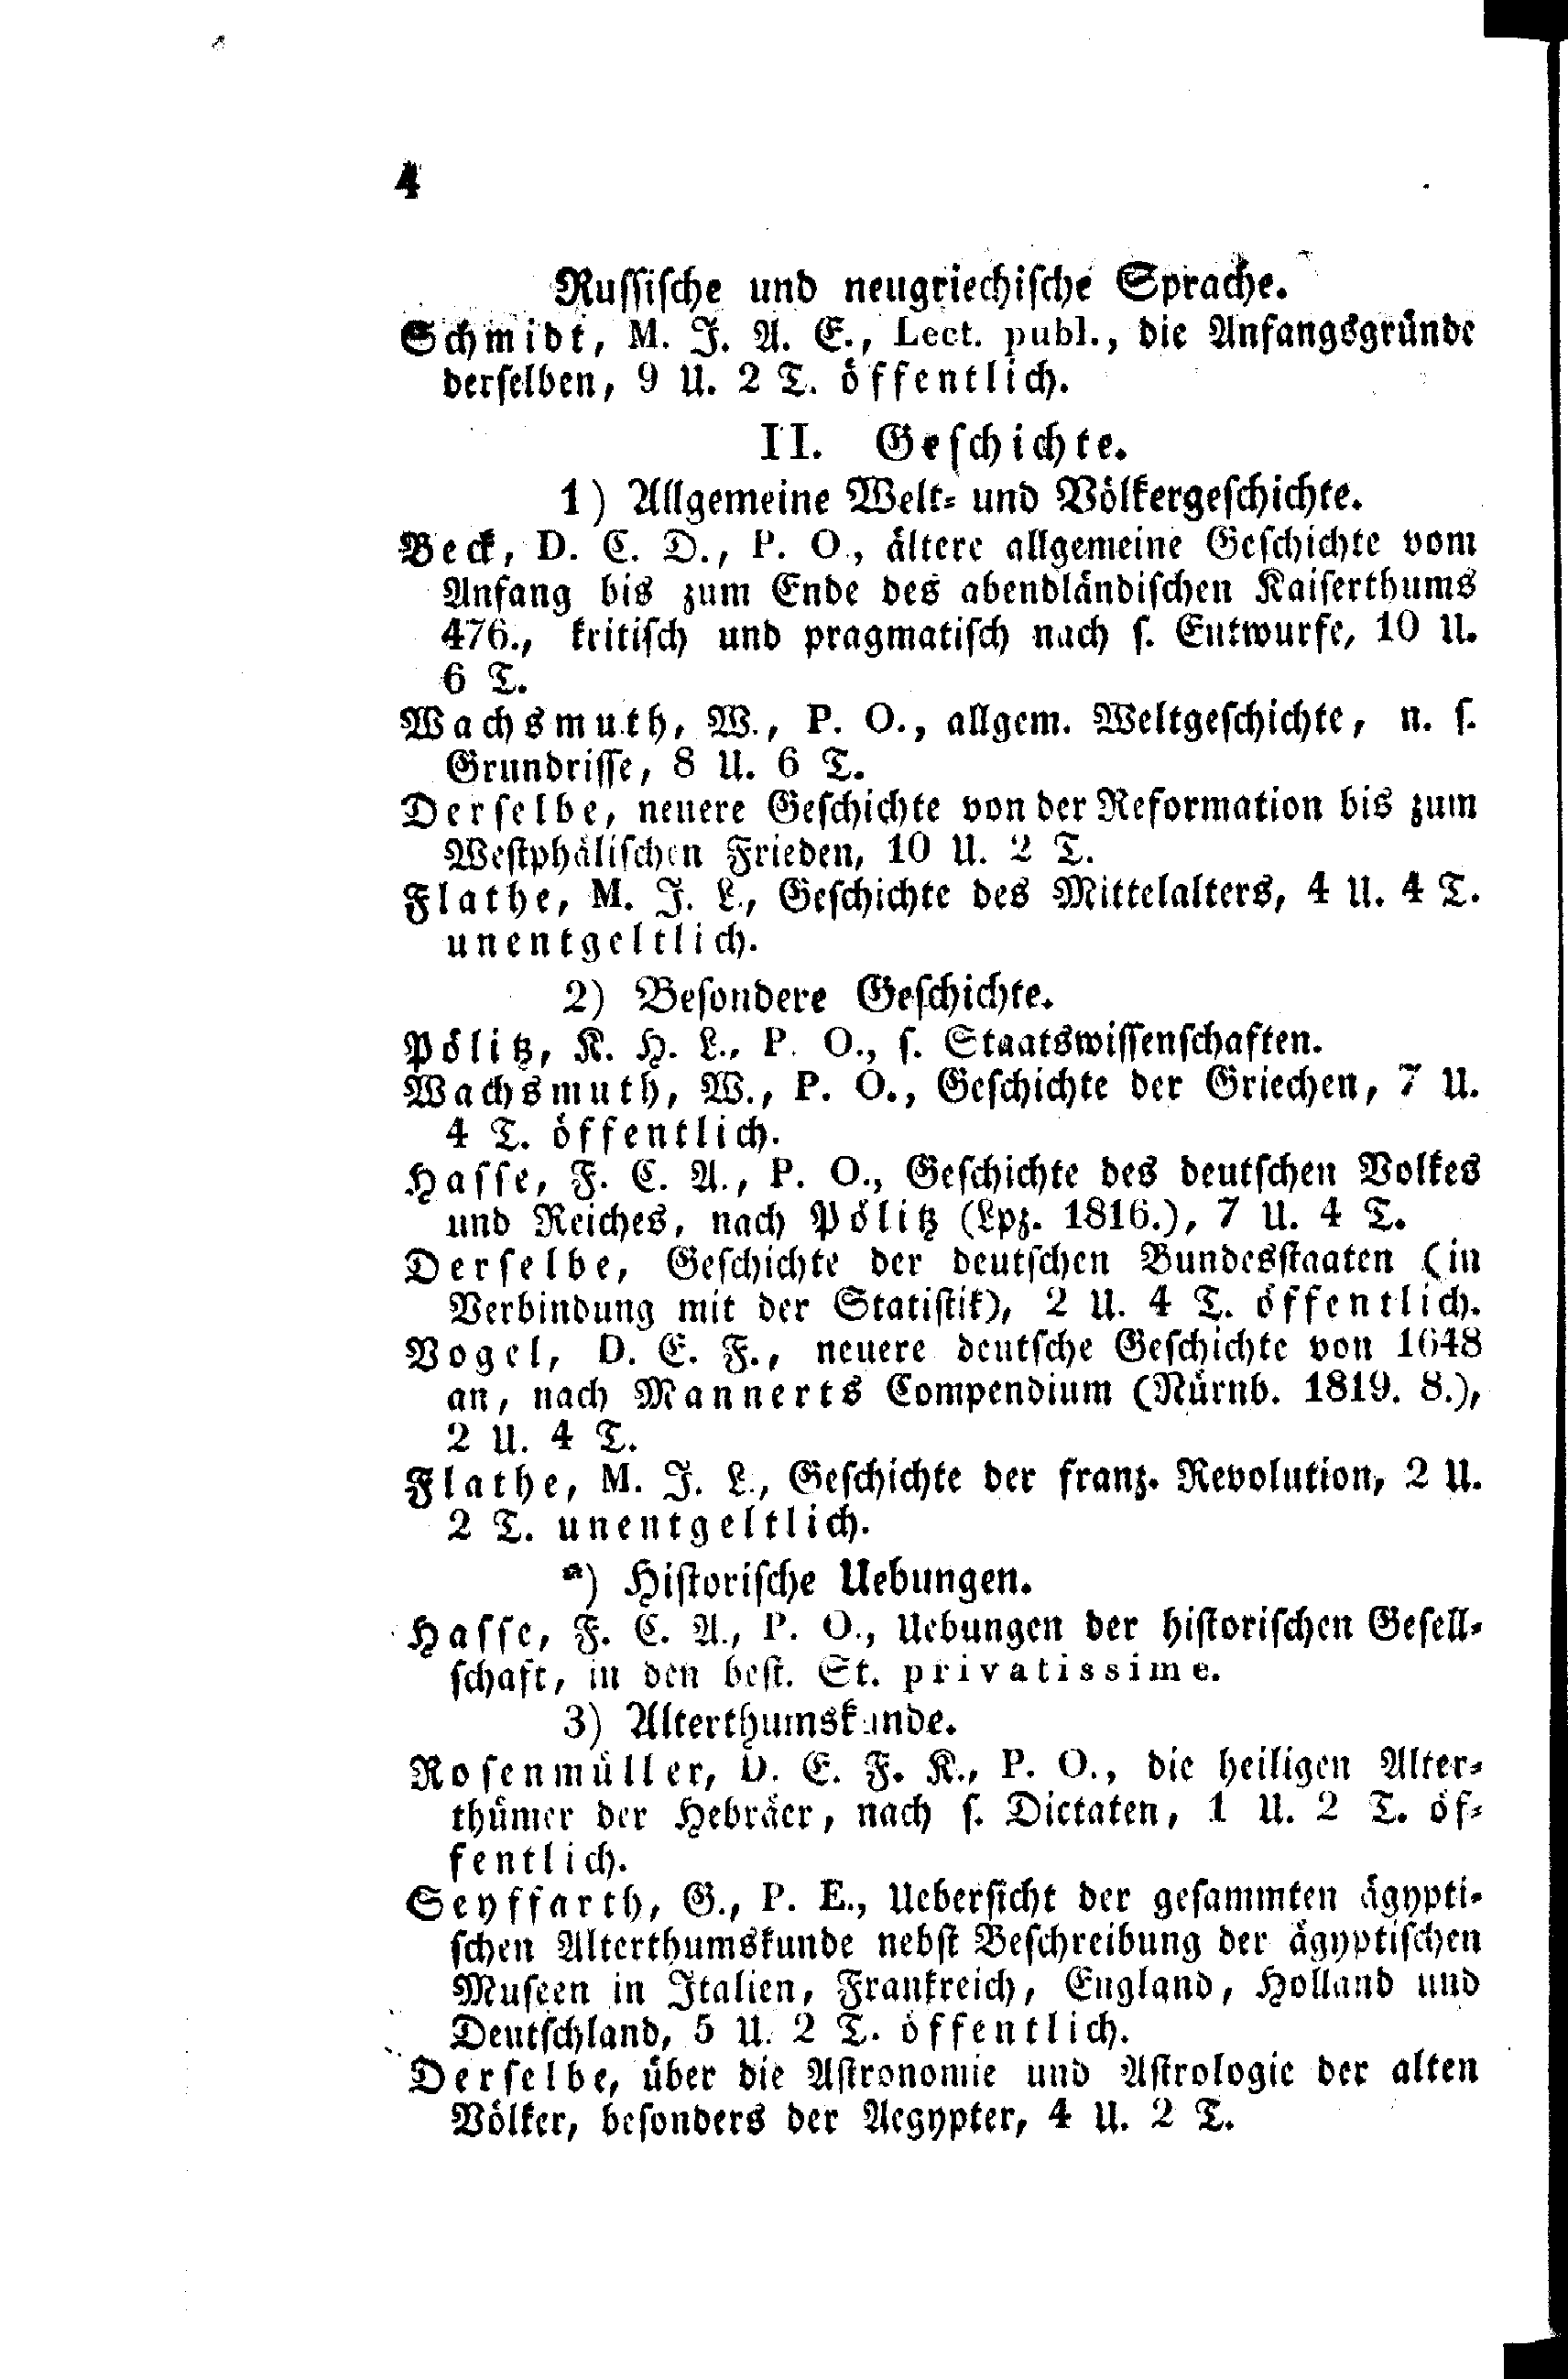 4
Russische und neugriechische Sprache.
Schmidt, M. J. A. E., Lect. publ., die Anfangsgründe
derselben, 9 U. 2 T. öffentlich.
II. Geschichte.
1) Allgemeine Welt- und Völkergeschichte.
Beck, D. C. D., P. O., ältere allgemeine Geschichte vom
Anfang bis zum Ende des abendländischen Kaiserthums
476., kritisch und pragmatisch nach s. Entwurfe, 10 U.
6 T.
Wachsmuth, W., P. O., allgem. Weltgeschichte, n. s.
Grundrisse, 8 U. 6 T.
Derselbe, neuere Geschichte von der Reformation bis zum
Westphälischen Frieden, 10 U. 2 T.
Flathe, M. J. L., Geschichte des Mittelalters, 4 U. 4 T.
unentgeltlich.
2) Besondere Geschichte.
Pölitz, K. H. L., P. O., s. Staatswissenschaften.
Wachsmuth, W., P. O., Geschichte der Griechen, 7 U.
4 T. öffentlich.
Hasse, F. C. A., P. O., Geschichte des deutschen Volkes
und Reiches, nach Pölitz (Lpz. 1816.), 7 U. 4 T.
Derselbe, Geschichte der deutschen Bundesstaaten (in
Verbindung mit der Statistik), 2 U. 4 T. öffentlich.
Vogel, D. E. F., neuere deutsche Geschichte von 1648
an, nach Mannerts Compendium (Nürnb. 1819. 8.),
2 U. 4 T.
Flathe, M. J. L., Geschichte der franz. Revolution, 2 U.
2 T. unentgeltlich.
*) Historische Uebungen.
Hasse, F. C. A., P. O., Uebungen der historischen Gesell-
schaft, in den best. St. privatissime.
3) Alterthumskunde.
Rosenmüller, D. E. F. K., P. O., die heiligen Alter-
thümer der Hebräer, nach s. Dictaten, 1 U. 2 T. öf-
fentlich.
Seyffarth, G., P. E., Uebersicht der gesammten ägypti-
schen Alterthumskunde nebst Beschreibung der ägyptischen
Museen in Italien, Frankreich, England, Holland und
Deutschland, 5 U. 2 T. öffentlich.
Derselbe, über die Astronomie und Astrologie der alten
Völker, besonders der Aegypter, 4 U. 2 T.